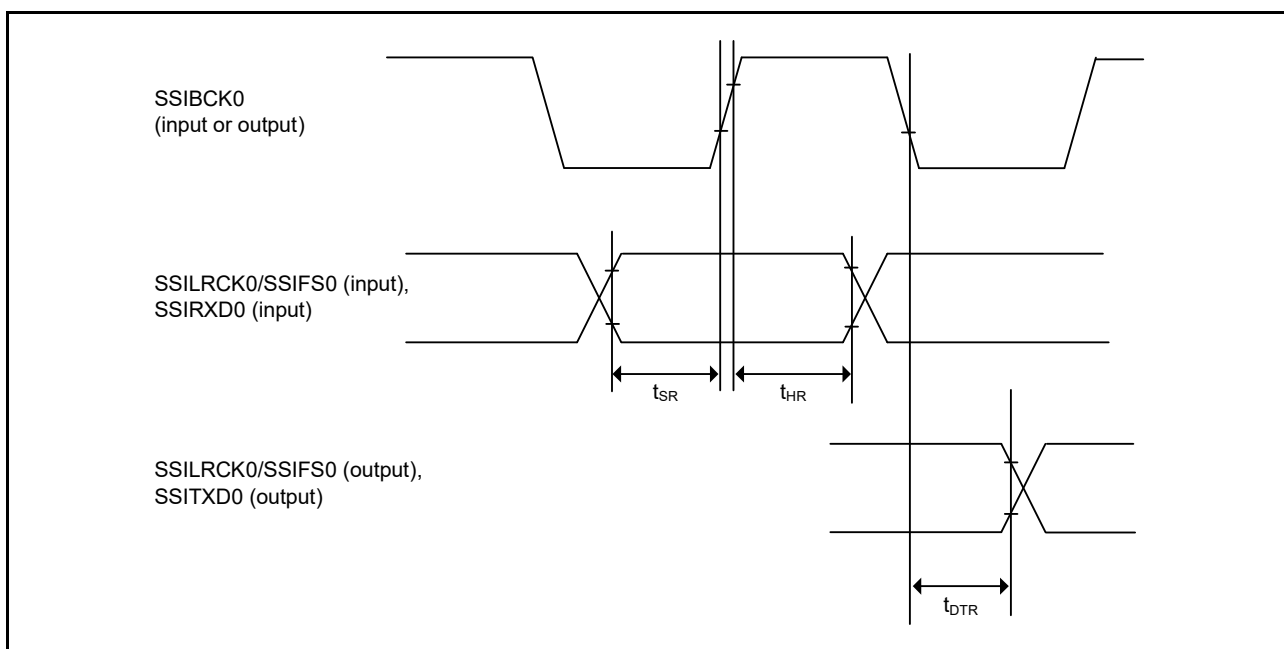 SSIBCK0
(input or output)
SSILRCK0/SSIFS0 (input),
SSIRXD0 (input)
tSR
tHR
SSILRCK0/SSIFS0 (output),
SSITXD0 (output)
tDTR